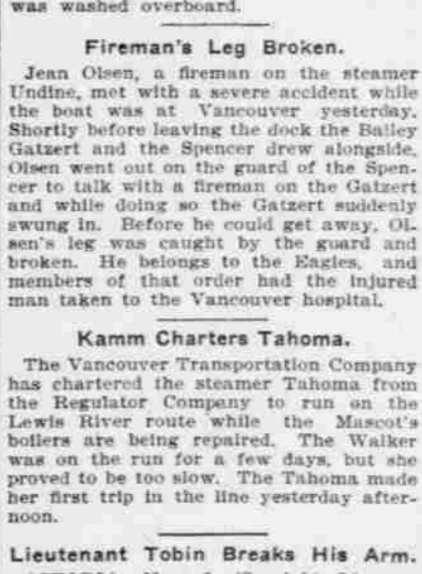 was washed overboard.
Fireman's Leg Broken.
Jean Olsen, a fireman on the steamer
Undine, met with a severe accident while
the boat was at Vancouver yesterday.
Shortly before leaving the dock the Bailey
Gatzert and the Spencer drew alongside.
Olsen went out on the guard of the Spen-
cer to talk with a fireman on the Gatzert
and while doing so the Gatzert suddenly
swung in. Before he could get away, Ol-
sen's leg was caught by the guard and
broken. He belongs to the Eagles, and
members of that order had the injured
man taken to the Vancouver hospital.
Kamm Charters Tahoma.
The Vancouver Transportation Company
has chartered the steamer Tahoma from
the Regulator Company to run on the
Lewis River route while the Mascot's
boilers are being repaired. The Walker
was on the run for a few days, but she
proved to be too slow. The Tahoma made
her first trip in the line yesterday after-
noon.
Lieutenant Tobin Breaks His Arm.